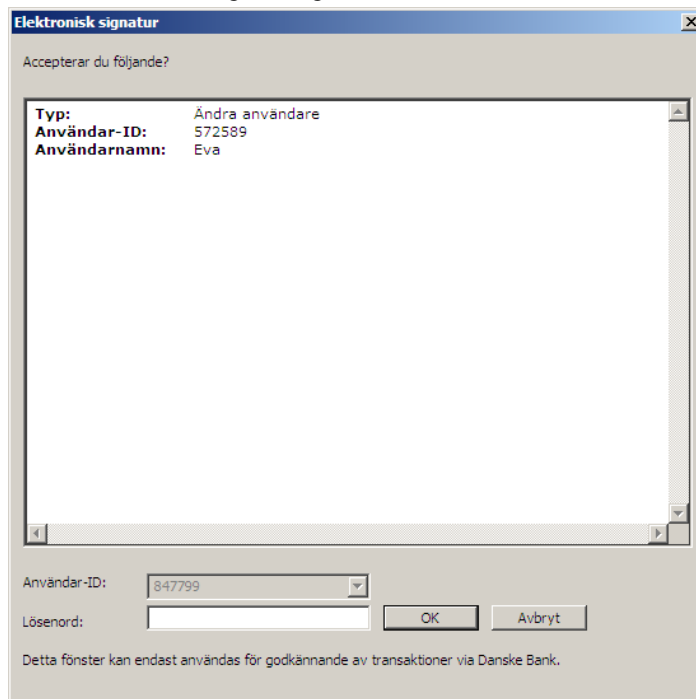 Elektronisk signatur
Accepterar du följande?
Typ: Ändra användare
Användar-ID: 572589
Användarnamn: Eva
Användar-ID: 847799
Lösenord: OK Avbryt
Detta fönster kan endast användas för godkännande av transaktioner via Danske Bank.